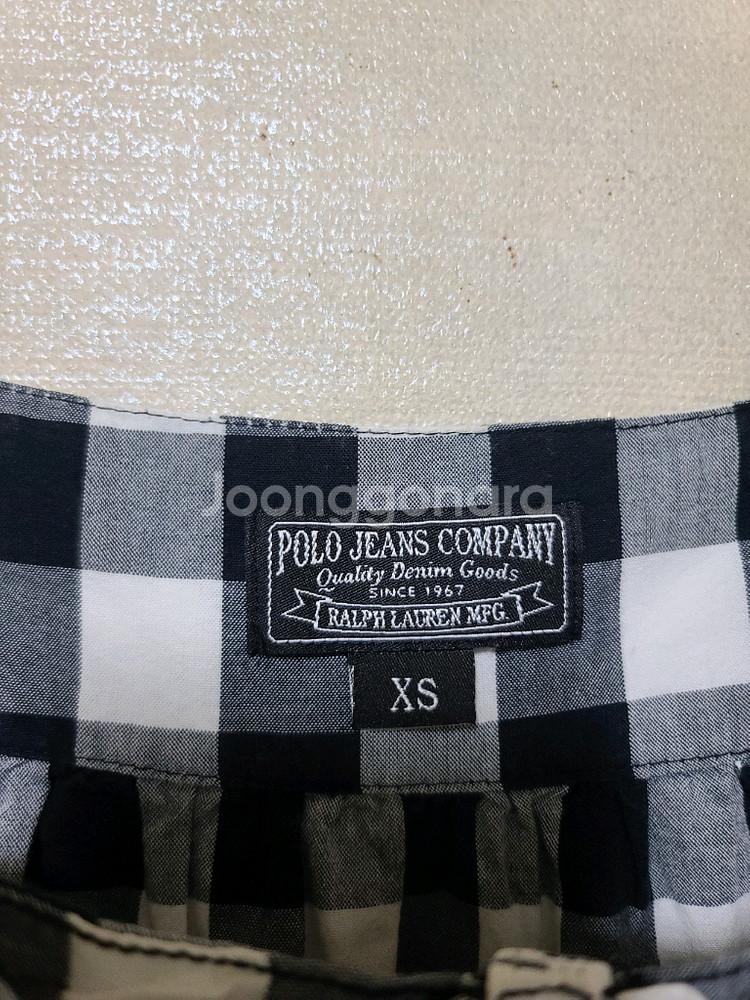 Joonggonara
POLO JEANS COMPANY
Quality Denim Goods
SINCE 1967
RALPH LAUREN MFG.
XS